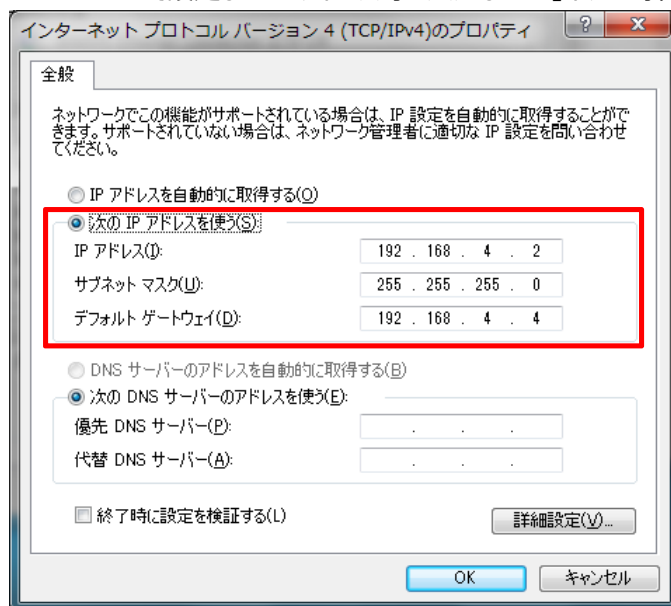 インターネット プロトコル バージョン 4 (TCP/IPv4)のプロパティ
全般
ネットワークでこの機能がサポートされている場合は、IP 設定を自動的に取得することがで
きます。サポートされていない場合は、ネットワーク管理者に適切な IP 設定を問い合わせ
てください。
IP アドレスを自動的に取得する(O)
次の IP アドレスを使う(S):
IP アドレス(I): 192 . 168 . 4 . 2
サブネット マスク(U): 255 . 255 . 255 . 0
デフォルト ゲートウェイ(D): 192 . 168 . 4 . 4
DNS サーバーのアドレスを自動的に取得する(B)
次の DNS サーバーのアドレスを使う(E):
優先 DNS サーバー(P): . . .
代替 DNS サーバー(A): . . .
終了時に設定を検証する(L)
詳細設定(V)...
OK キャンセル